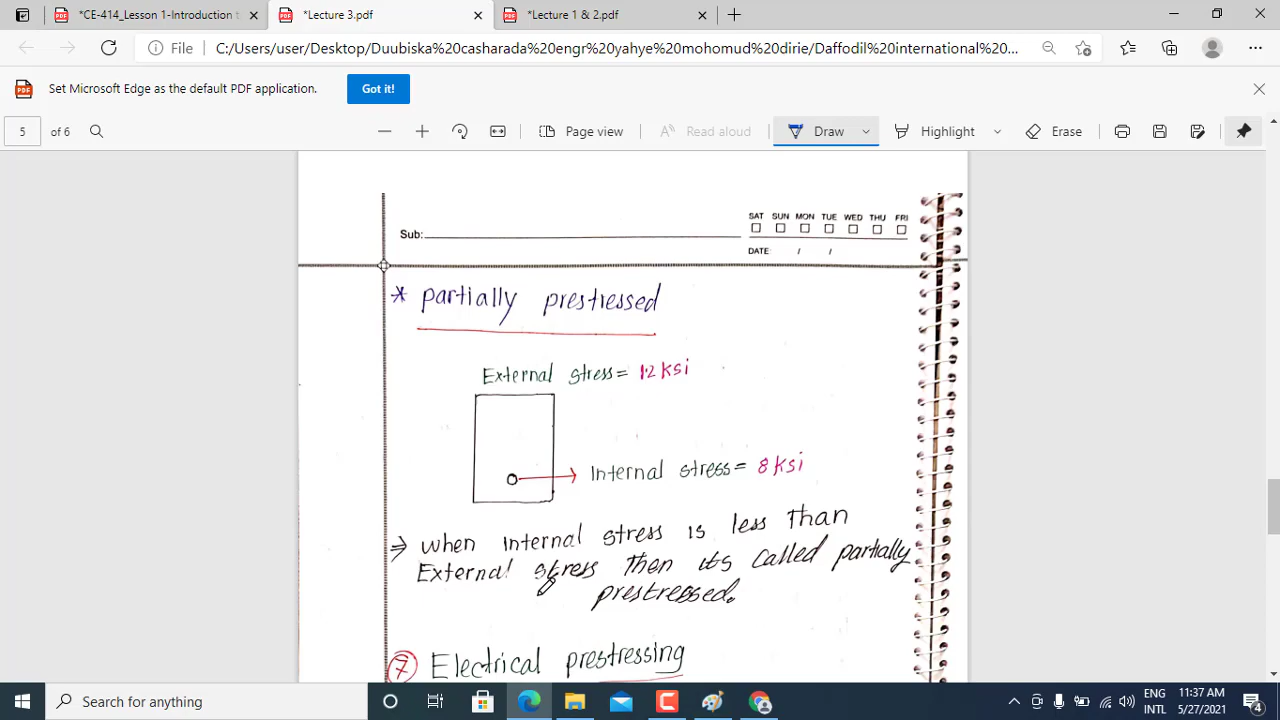 *CE-414_Lesson 1-Introduction t
*Lecture 3.pdf
*Lecture 1 & 2.pdf
File
C:/Users/user/Desktop/Duubiska%20casharada%20engr%20yahye%20mohonud%20dirie/Daffodil%20international%20...
Set Microsoft Edge as the default PDF application.
Got it!
5 of 6
Page view
Read aloud
Draw
Highlight
Erase
SAT SUN MON TUE WED THU FRI
Sub:
DATE / /
* partially prestressed
External stress = 12 ksi
Internal stress = 8 ksi
⇒ when internal stress is less than
External stress then its called partially
prestressed.
7 Electrical prestressing
Search for anything
ENG
INTL
11:37 AM
5/27/2021
4